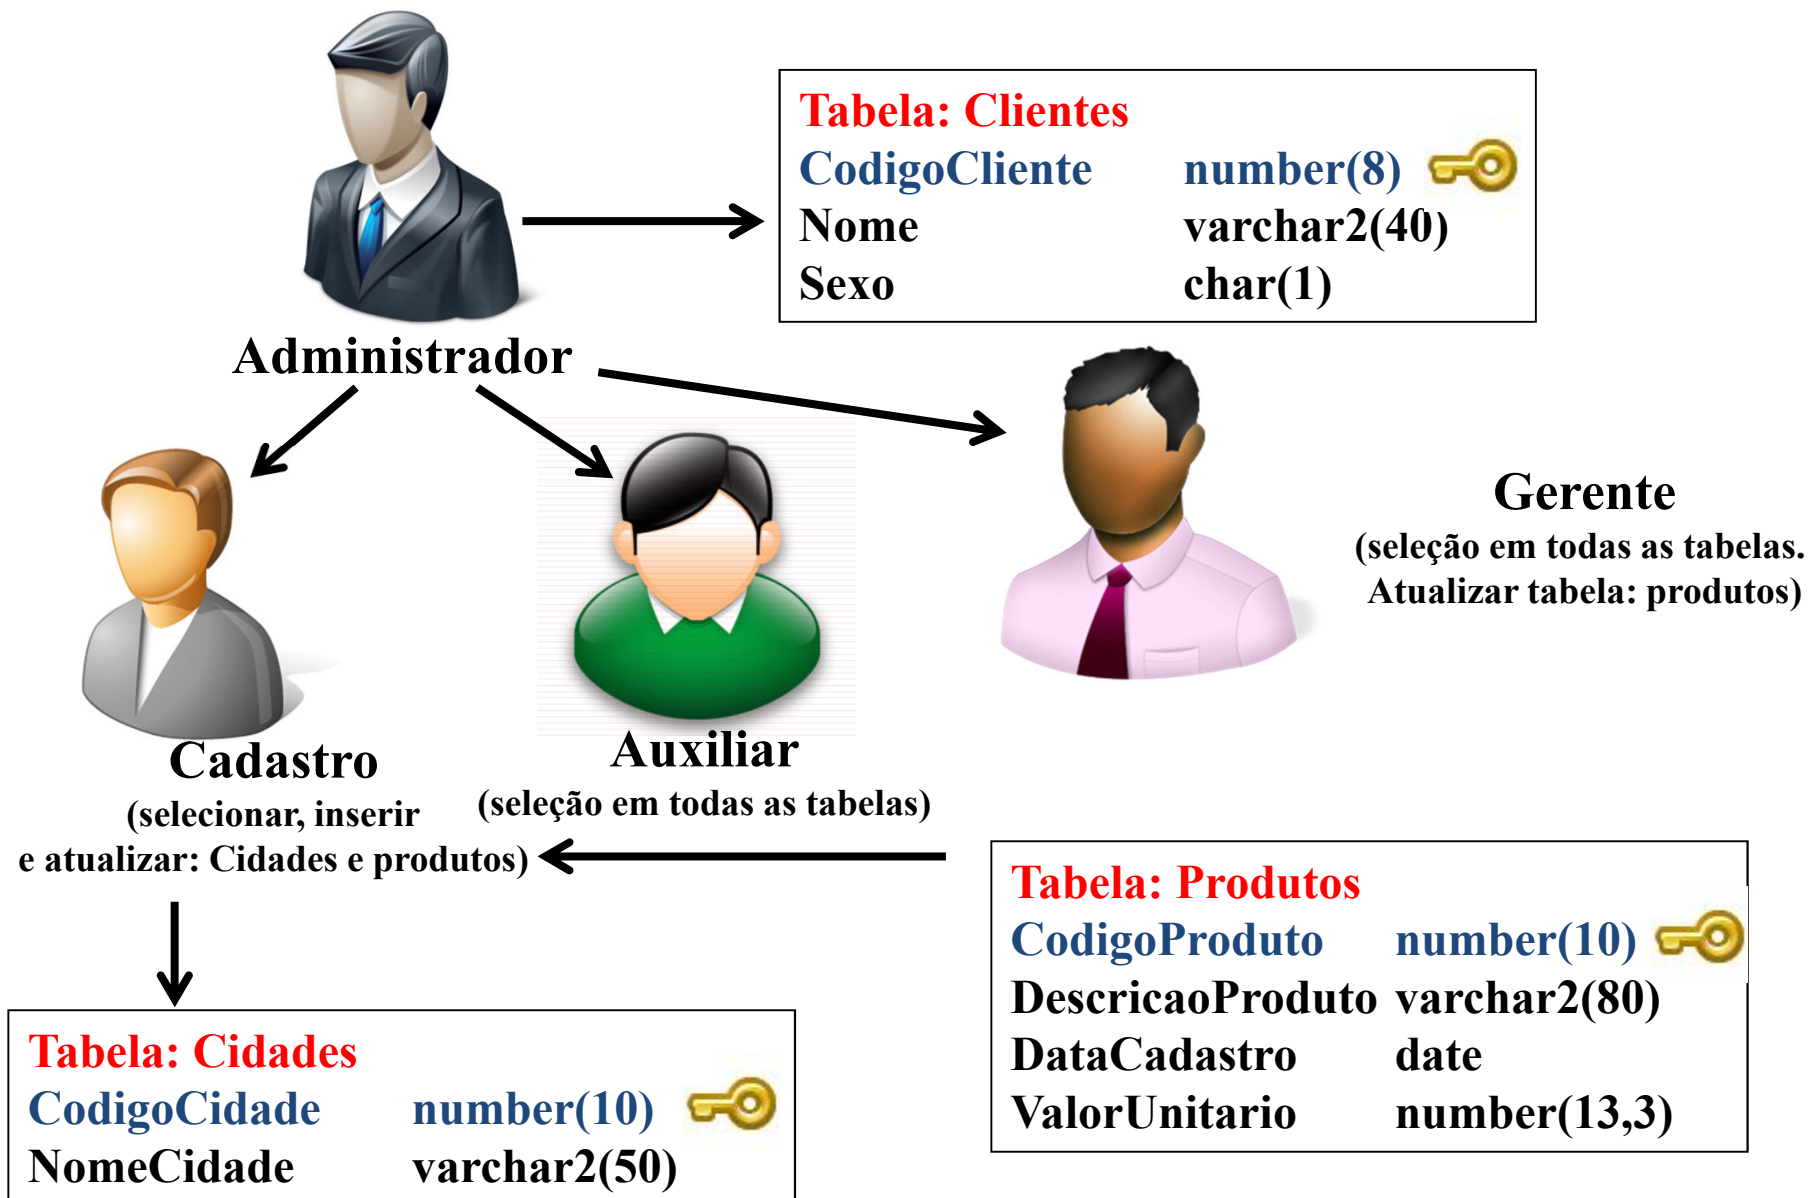 Tabela: Clientes
CodigoCliente number(8)
Nome varchar2(40)
Sexo char(1)
Administrador
Gerente
(seleção em todas as tabelas.
Atualizar tabela: produtos)
Cadastro
(selecionar, inserir
e atualizar: Cidades e produtos)
Auxiliar
(seleção em todas as tabelas)
Tabela: Produtos
CodigoProduto number(10)
DescricaoProduto varchar2(80)
DataCadastro date
ValorUnitario number(13,3)
Tabela: Cidades
CodigoCidade number(10)
NomeCidade varchar2(50)